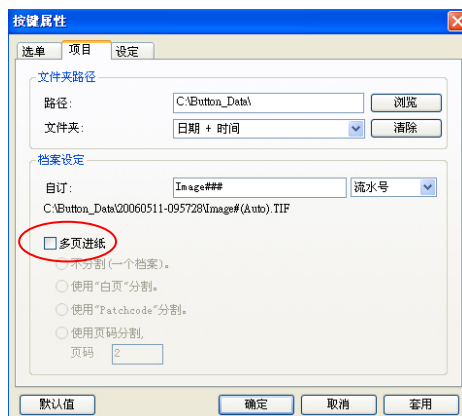 按键属性
选单 项目 设定
文件夹路径
路径: C:\Button_Data\ 浏览
文件夹: 日期 + 时间 清除
档案设定
自订: Image### 流水号
C:\Button_Data\20060511-095728\Image#(Auto).TIF
多页进纸
不分割(一个档案)。
使用"白页"分割。
使用"Patchcode"分割。
使用页码分割,
页码 2
默认值 确定 取消 套用